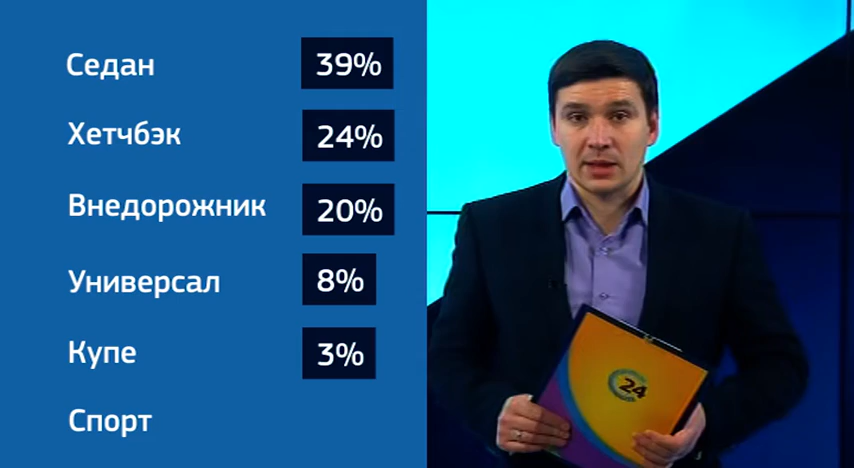 Седан 39%
Хетчбэк 24%
Внедорожник 20%
Универсал 8%
Купе 3%
Спорт
24